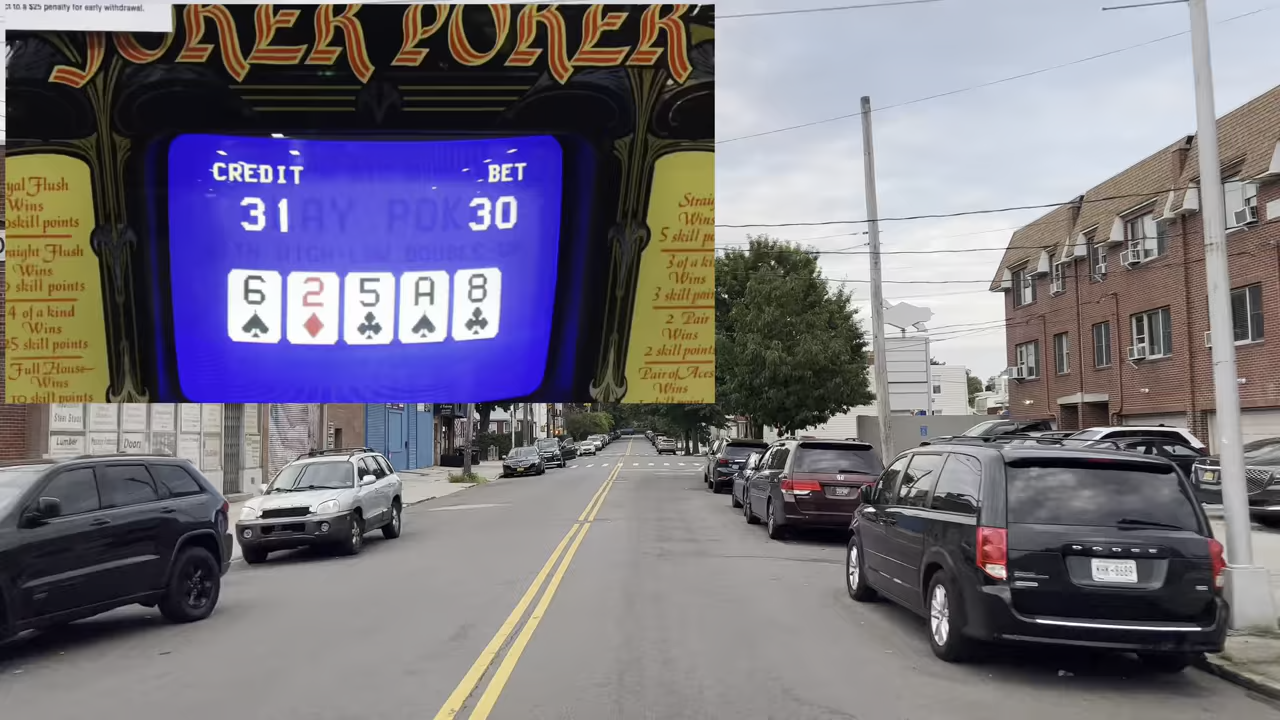 ct to a $25 penalty for early withdrawal.
JOKER POKER
CREDIT
BET
31
30
6 2 5 A 8
yal Flush
Wins
skill points
raight Flush
Wins
skill points
4 of a kind
Wins
25 skill points
Full House
Wins
10 skill points
Strai
Wins
5 skill points
3 of a kind
Wins
3 skill points
2 Pair
Wins
2 skill points
Pair of Aces
Wins
Lumber
Doors
DODGE